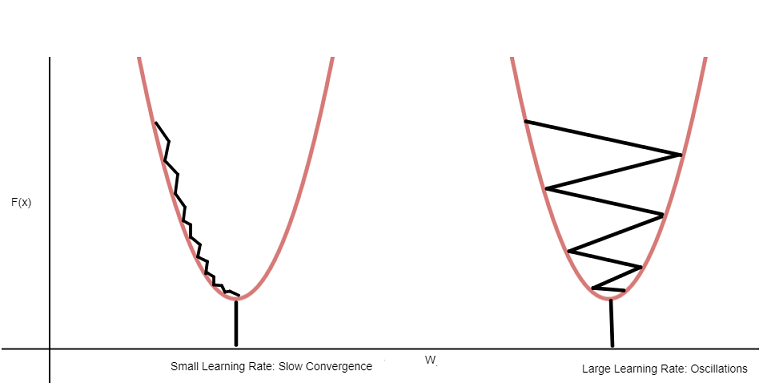 F(x)
W
Small Learning Rate: Slow Convergence
Large Learning Rate: Oscillations